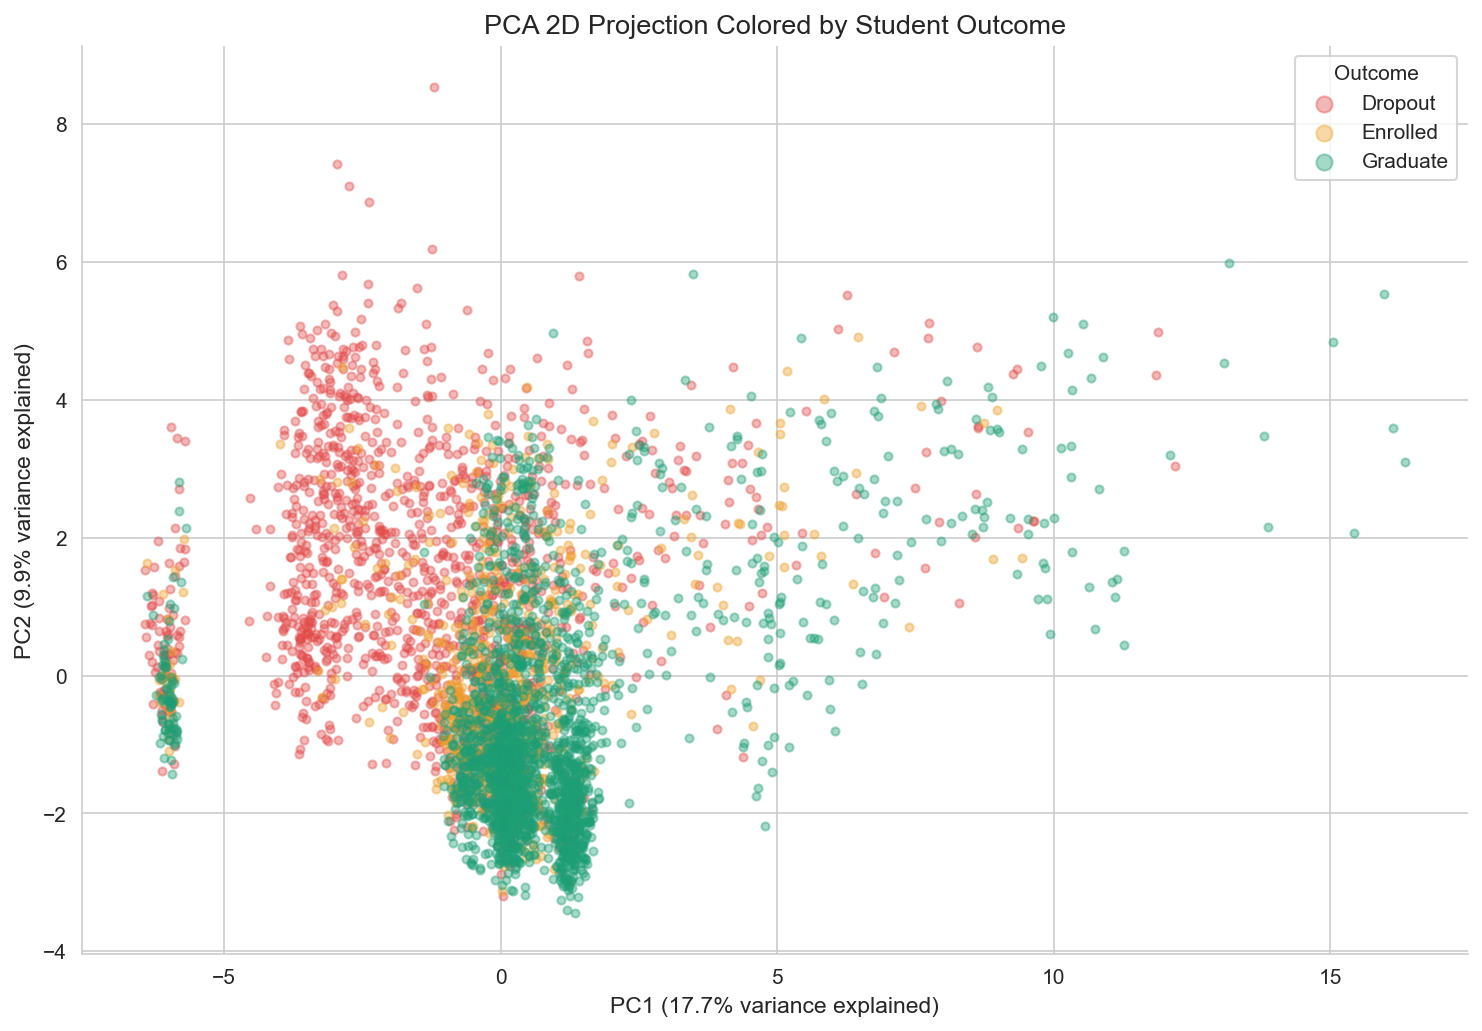 PCA 2D Projection Colored by Student Outcome
Outcome
Dropout
Enrolled
Graduate
PC2 (9.9% variance explained)
8
6
4
2
0
−2
−4
−5
0
5
10
15
PC1 (17.7% variance explained)